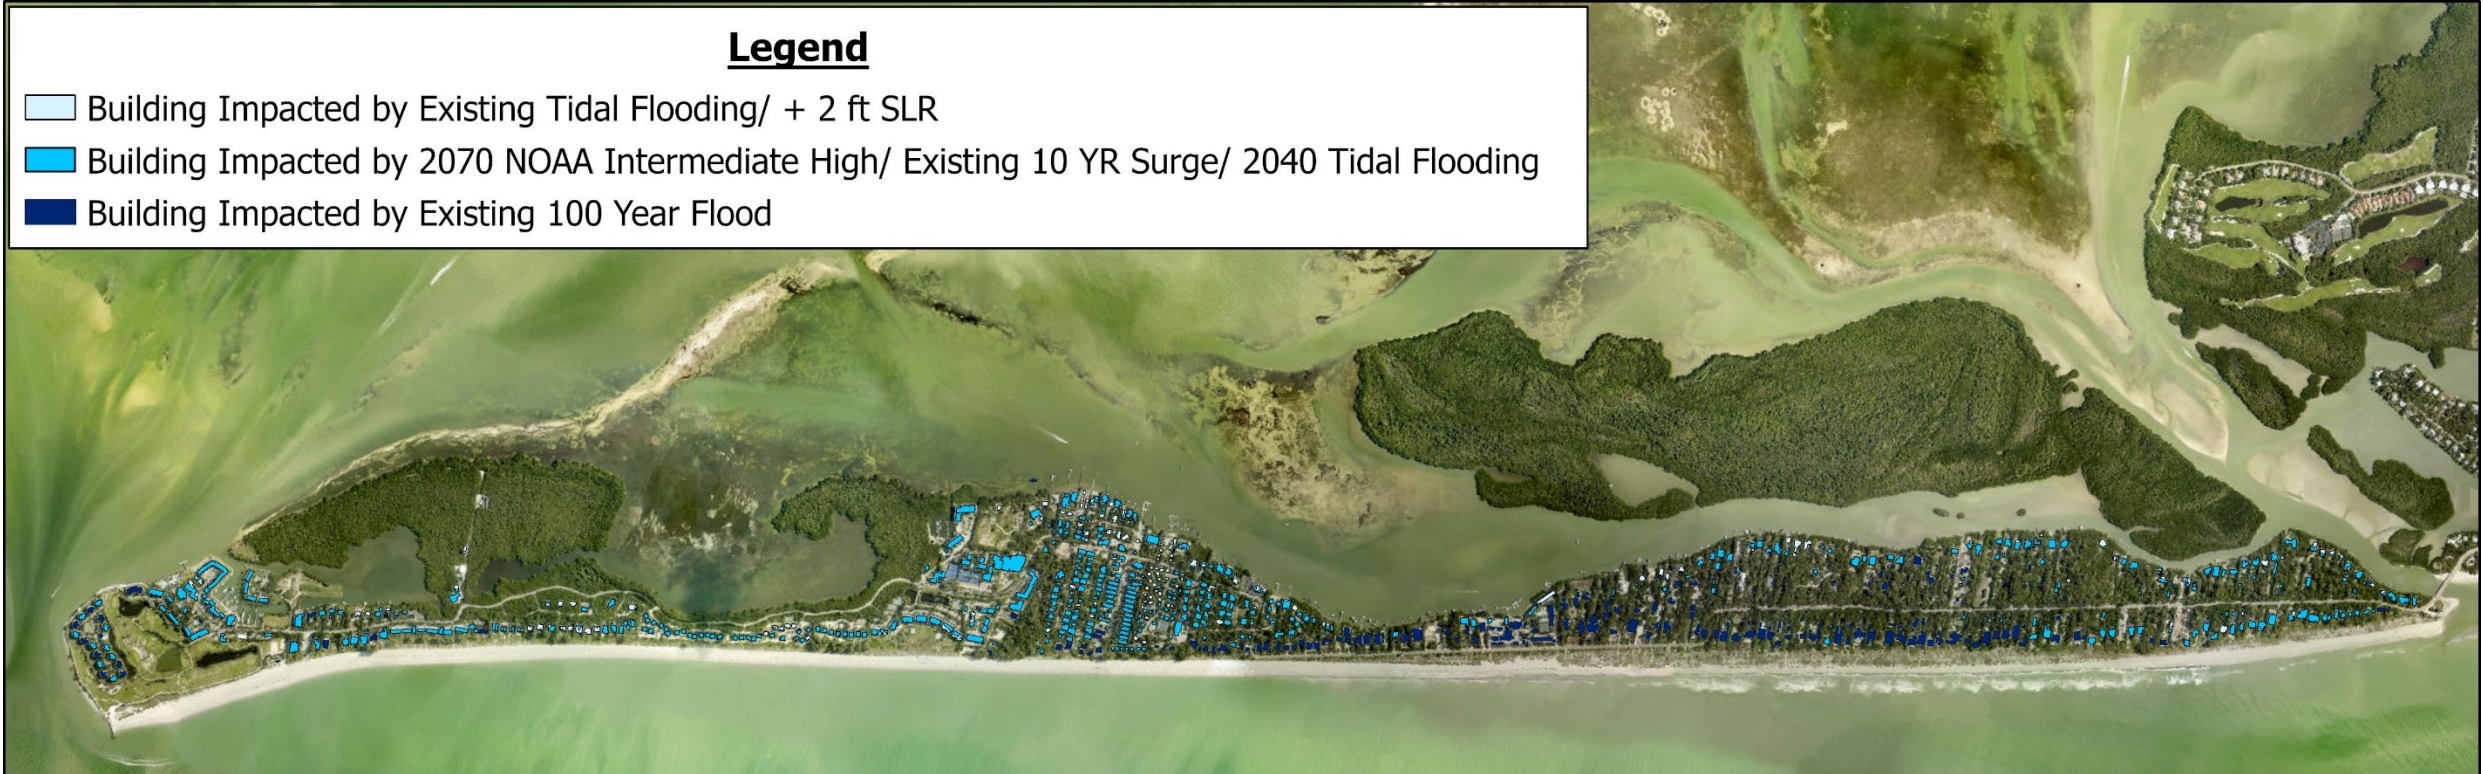 Legend
Building Impacted by Existing Tidal Flooding/ + 2 ft SLR
Building Impacted by 2070 NOAA Intermediate High/ Existing 10 YR Surge/ 2040 Tidal Flooding
Building Impacted by Existing 100 Year Flood